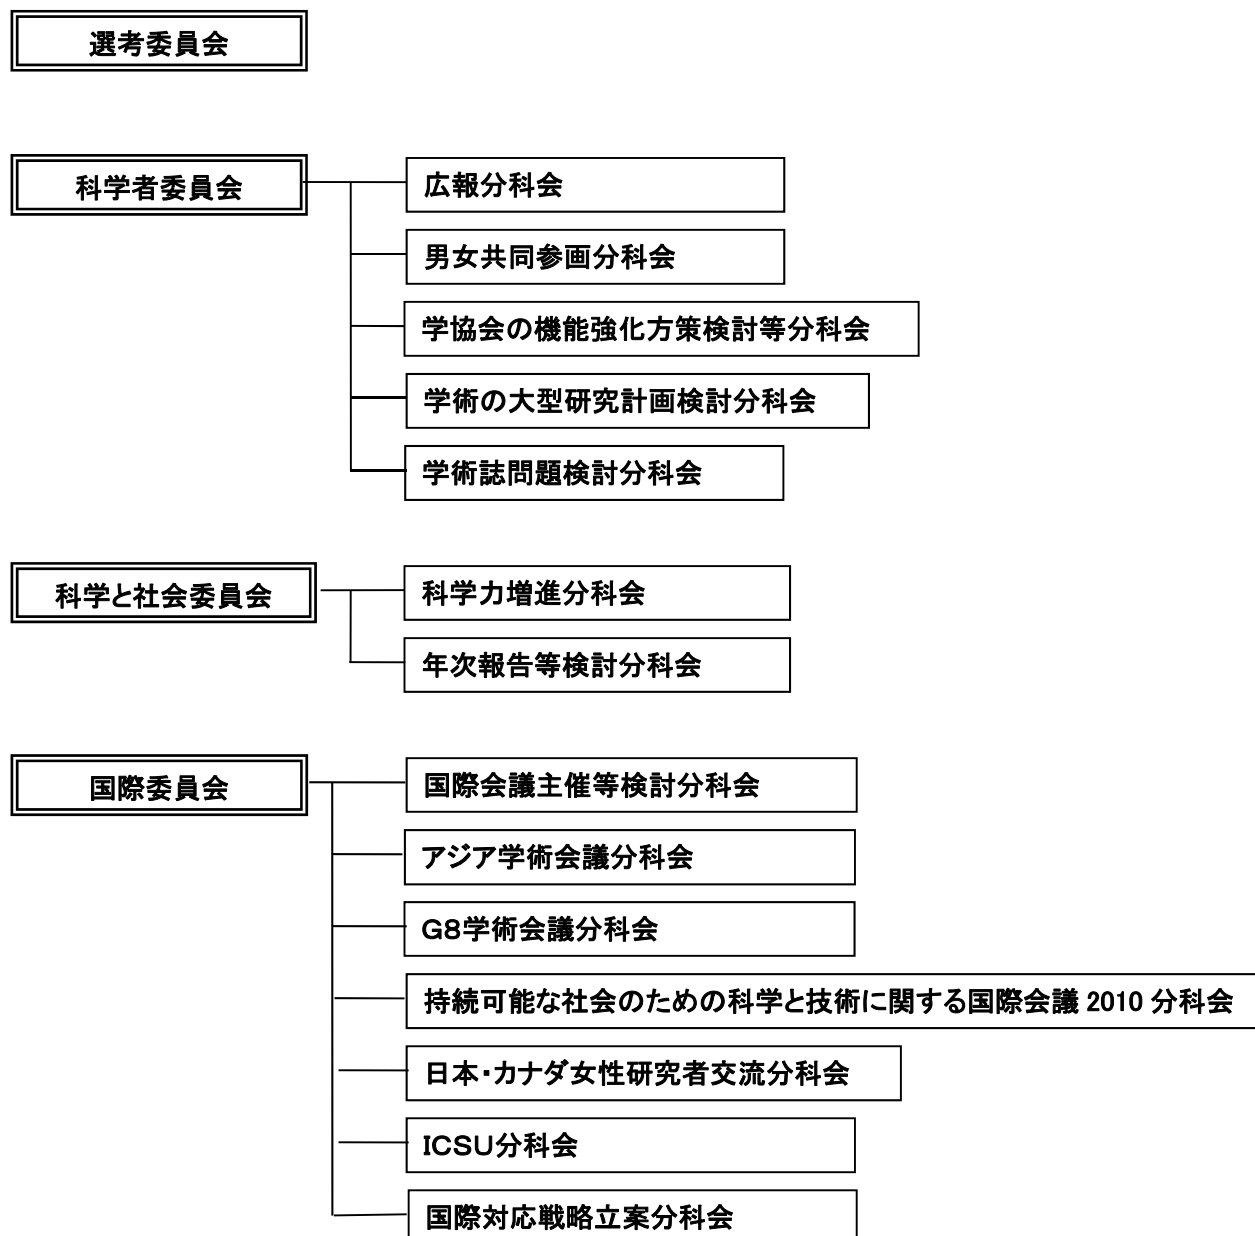 選考委員会
科学者委員会
広報分科会
男女共同参画分科会
学協会の機能強化方策検討等分科会
学術の大型研究計画検討分科会
学術誌問題検討分科会
科学と社会委員会
科学力増進分科会
年次報告等検討分科会
国際委員会
国際会議主催等検討分科会
アジア学術会議分科会
G8学術会議分科会
持続可能な社会のための科学と技術に関する国際会議 2010 分科会
日本・カナダ女性研究者交流分科会
ICSU分科会
国際対応戦略立案分科会